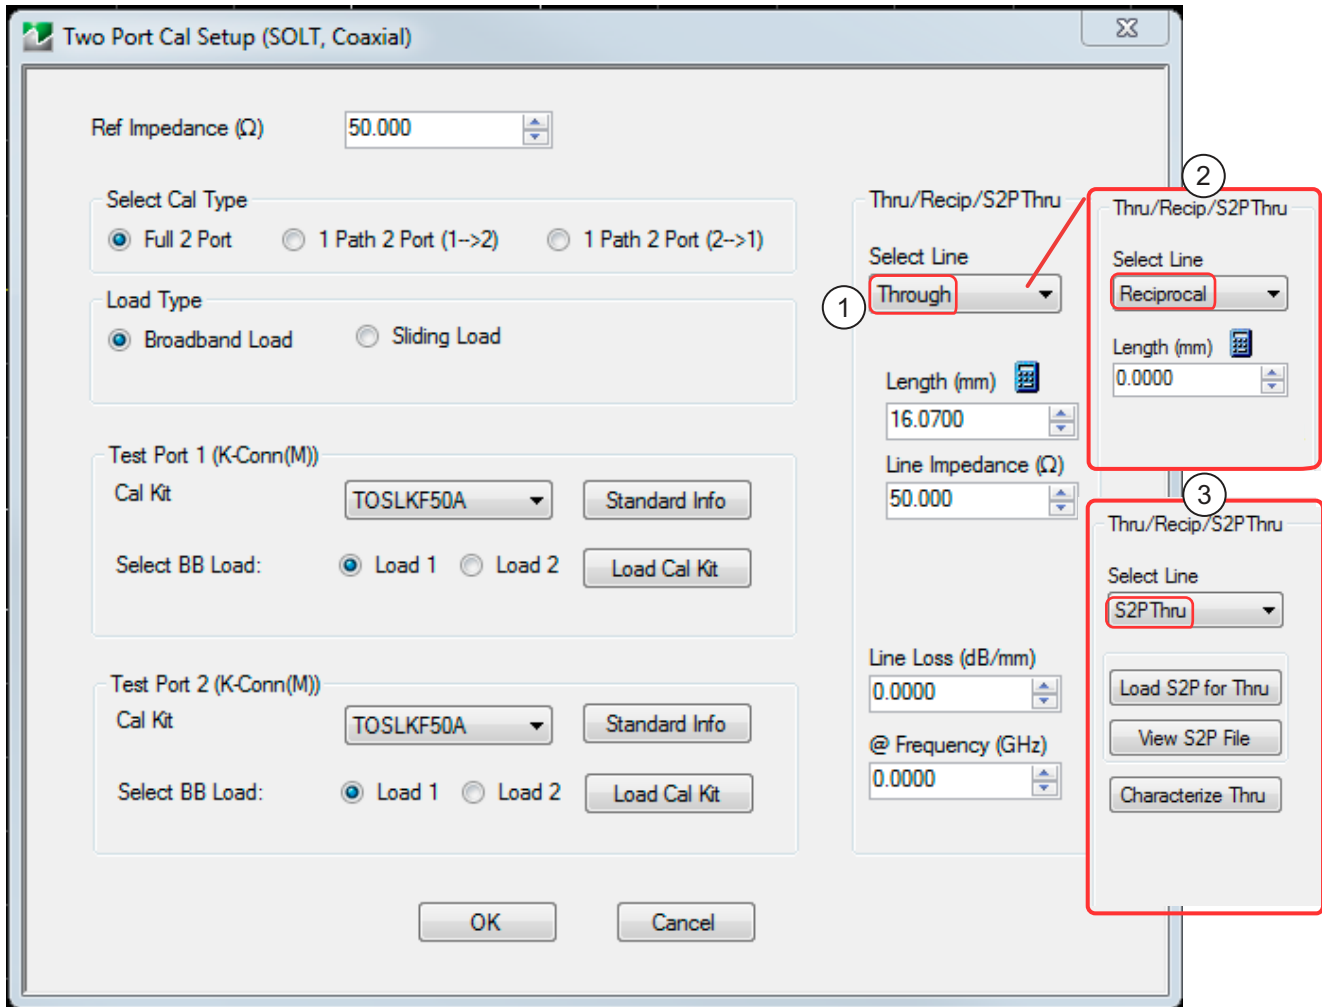 Two Port Cal Setup (SOLT, Coaxial)
Ref Impedance (Ω)
50.000
Select Cal Type
Full 2 Port
1 Path 2 Port (1-->2)
1 Path 2 Port (2-->1)
Load Type
Broadband Load
Sliding Load
Test Port 1 (K-Conn(M))
Cal Kit
TOSLKF50A
Standard Info
Select BB Load:
Load 1
Load 2
Load Cal Kit
Test Port 2 (K-Conn(M))
Cal Kit
TOSLKF50A
Standard Info
Select BB Load:
Load 1
Load 2
Load Cal Kit
OK
Cancel
Thru/Recip/S2PThru
Select Line
1
Through
Length (mm)
16.0700
Line Impedance (Ω)
50.000
Line Loss (dB/mm)
0.0000
@ Frequency (GHz)
0.0000
2
Thru/Recip/S2PThru
Select Line
Reciprocal
Length (mm)
0.0000
3
Thru/Recip/S2PThru
Select Line
S2PThru
Load S2P for Thru
View S2P File
Characterize Thru